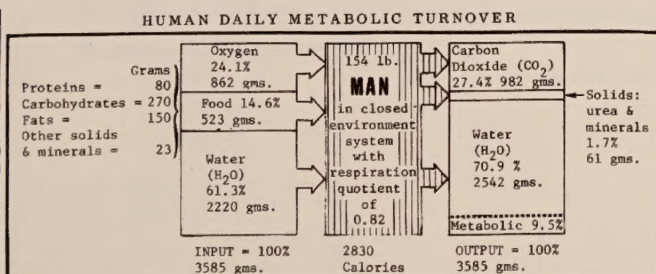 HUMAN DAILY METABOLIC TURNOVER
Grams
Proteins = 80
Carbohydrates = 270
Fats = 150
Other solids
& minerals = 23
Oxygen
24.1%
862 gms.
Food 14.6%
523 gms.
Water
(H2O)
61.3%
2220 gms.
INPUT = 100%
3585 gms.
154 lb.
MAN
in closed
environment
system
with
respiration
quotient
of
0.82
2830
Calories
Carbon
Dioxide (CO2)
27.4% 982 gms.
Water
(H2O)
70.9 %
2542 gms.
Metabolic 9.5%
OUTPUT = 100%
3585 gms.
Solids:
urea &
minerals
1.7%
61 gms.